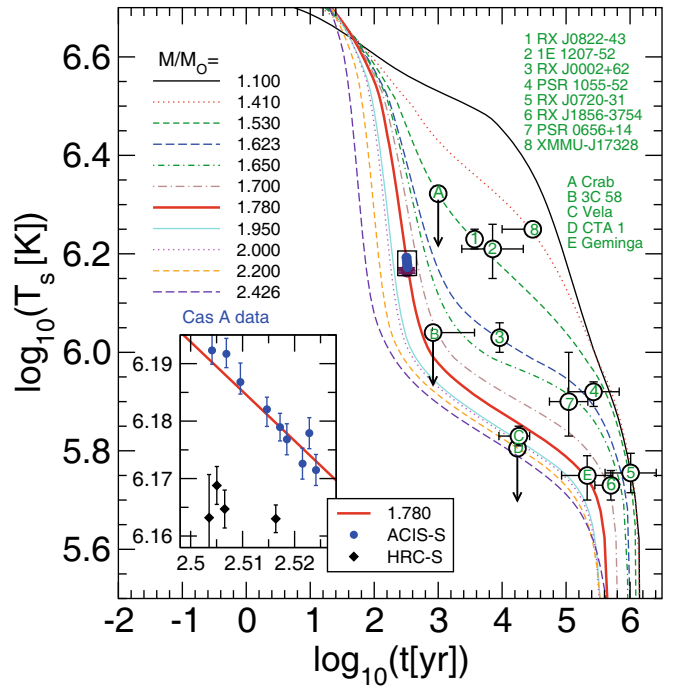 6.6
6.4
6.2
6.0
5.8
5.6
log10(Ts [K])
-2 -1 0 1 2 3 4 5 6
log10(t[yr])
M/MO=
1.100
1.410
1.530
1.623
1.650
1.700
1.780
1.950
2.000
2.200
2.426
1 RX J0822-43
2 1E 1207-52
3 RX J0002+62
4 PSR 1055-52
5 RX J0720-31
6 RX J1856-3754
7 PSR 0656+14
8 XMMU-J17328
A Crab
B 3C 58
C Vela
D CTA 1
E Geminga
A
1
2
8
B
3
7
4
C
D
E
6
5
Cas A data
6.19
6.18
6.17
6.16
2.5 2.51 2.52
1.780
ACIS-S
HRC-S